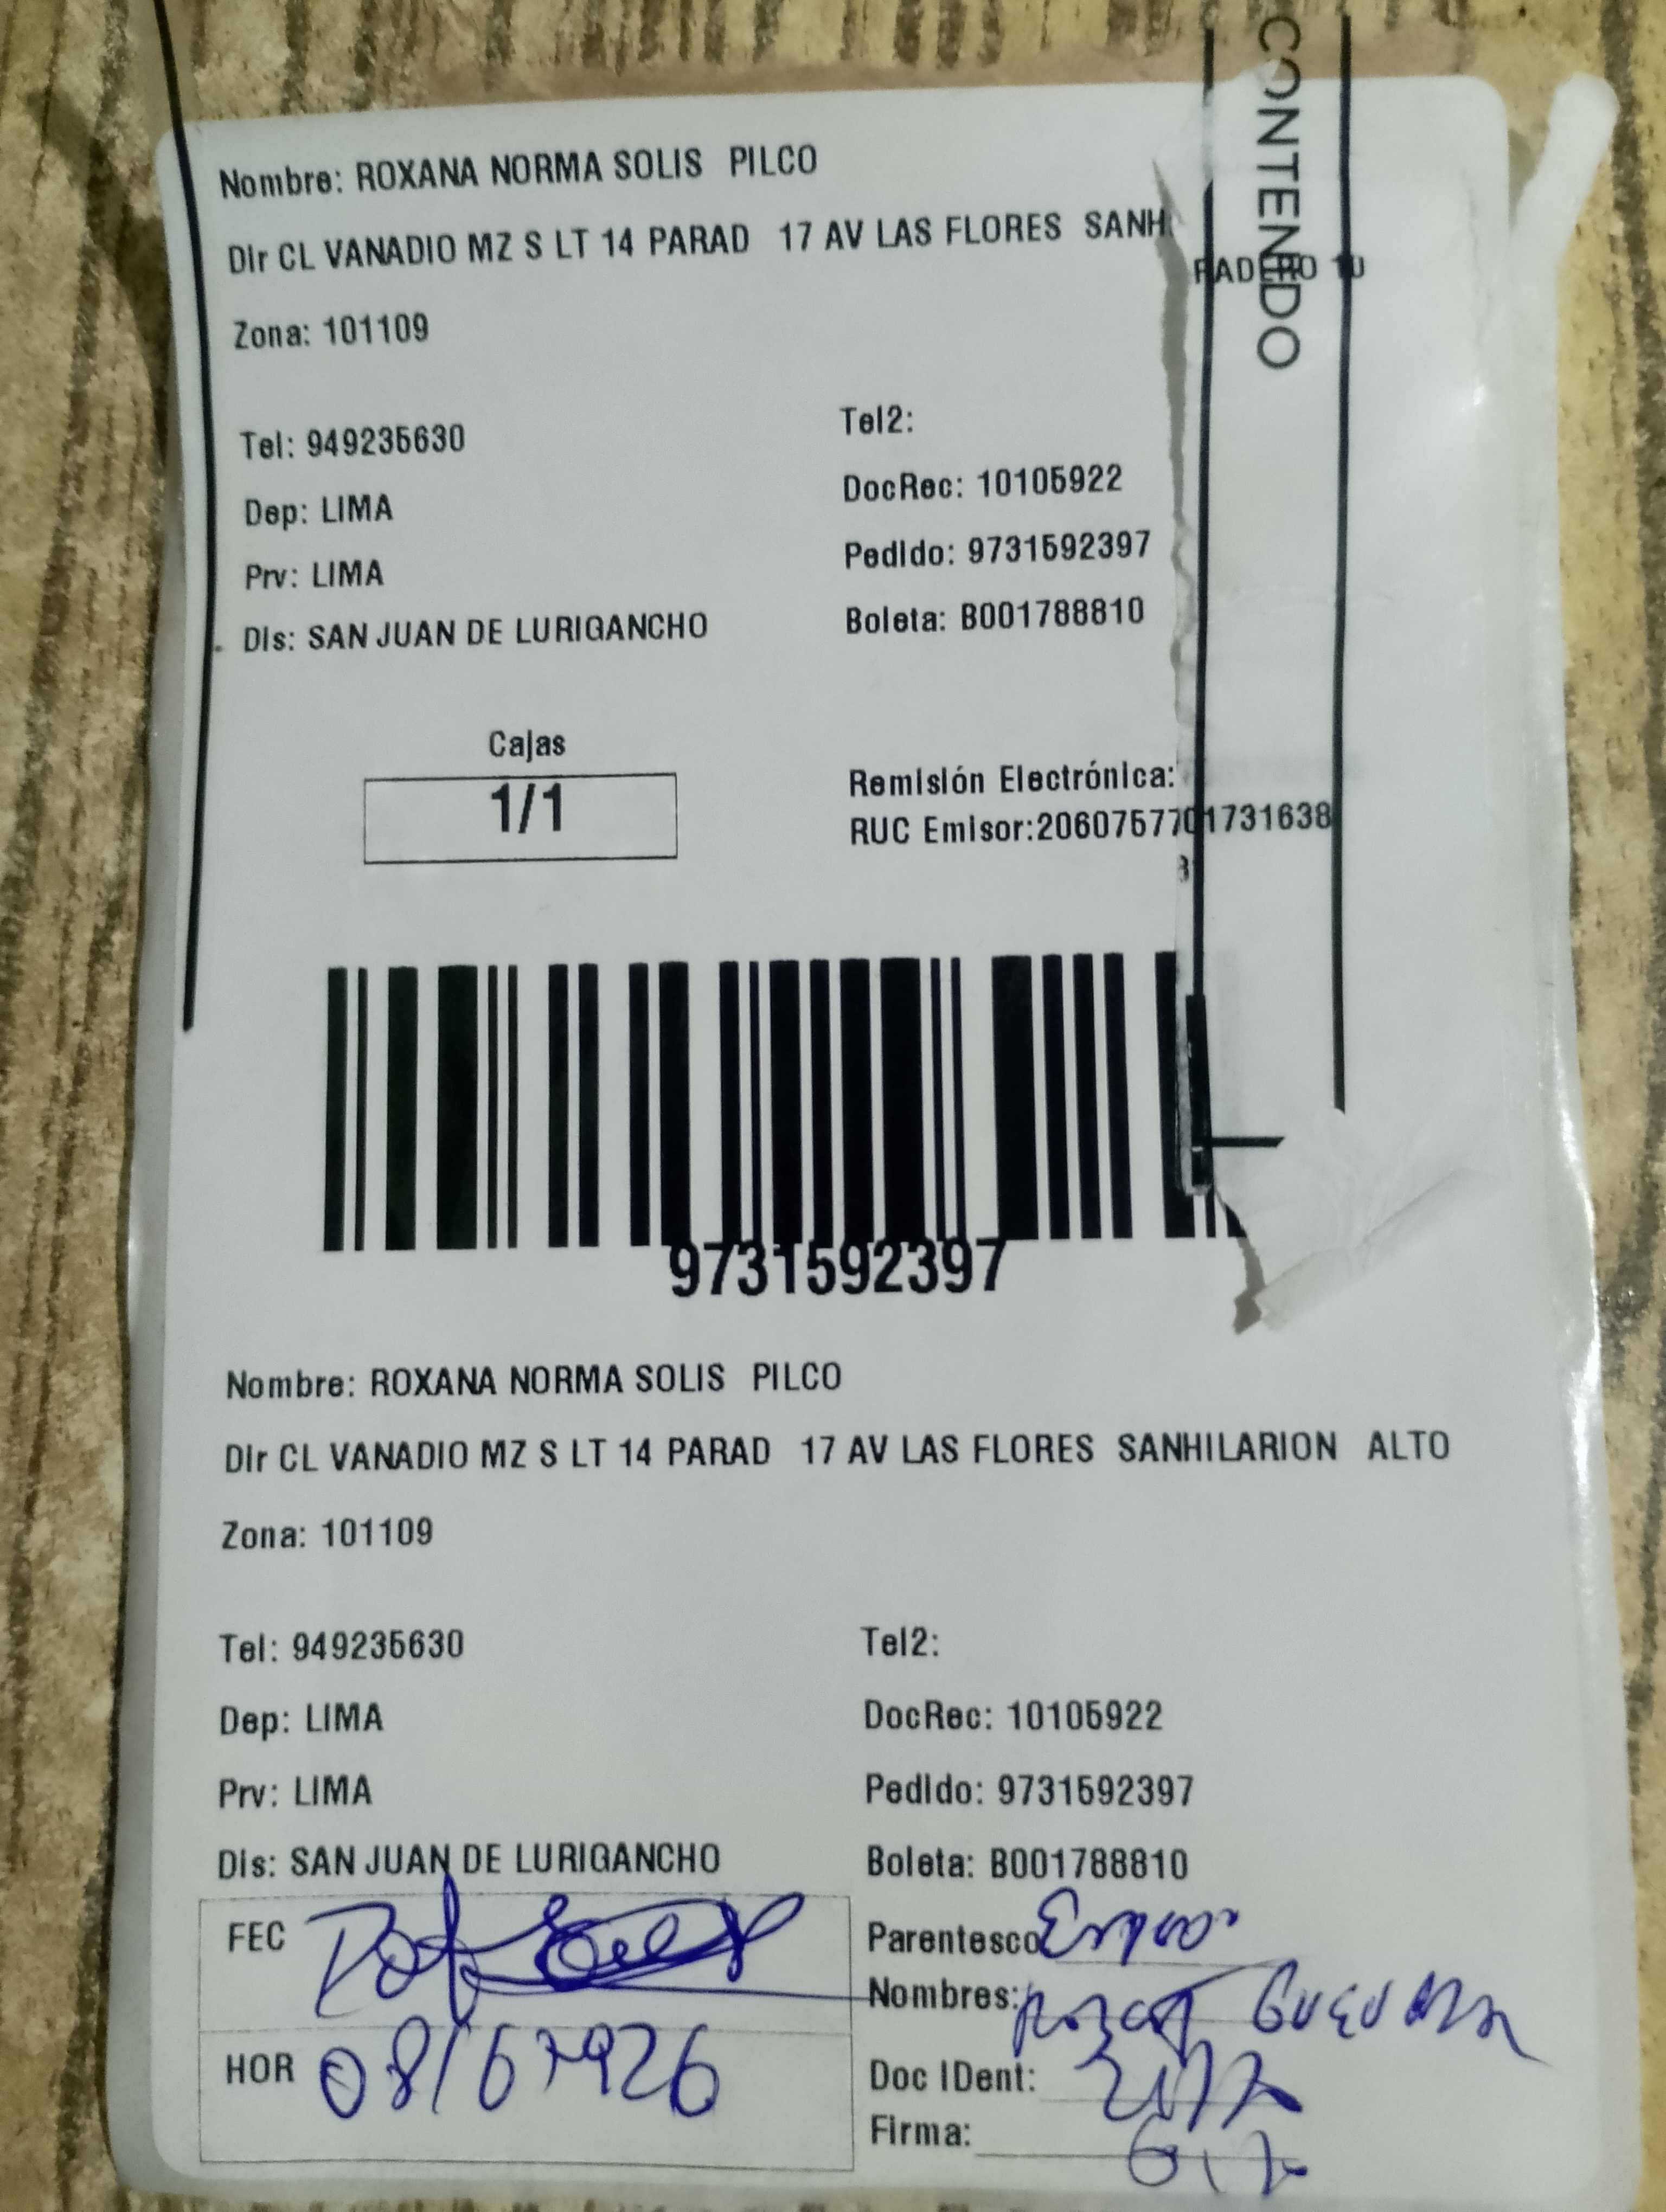 CONTENIDO
Nombre: ROXANA NORMA SOLIS PILCO
Dir CL VANADIO MZ S LT 14 PARAD 17 AV LAS FLORES SANH
RADERO 10
Zona: 101109
Tel: 949235630
Tel2:
Dep: LIMA
DocRec: 10105922
Prv: LIMA
Pedido: 9731592397
Dis: SAN JUAN DE LURIGANCHO
Boleta: B001788810
Cajas
1/1
Remisión Electrónica:
RUC Emisor:2060757701731638
9731592397
Nombre: ROXANA NORMA SOLIS PILCO
Dir CL VANADIO MZ S LT 14 PARAD 17 AV LAS FLORES SANHILARION ALTO
Zona: 101109
Tel: 949235630
Tel2:
Dep: LIMA
DocRec: 10105922
Prv: LIMA
Pedido: 9731592397
Dis: SAN JUAN DE LURIGANCHO
Boleta: B001788810
FEC
Parentesco
Nombres:
HOR
Doc IDent:
Firma: